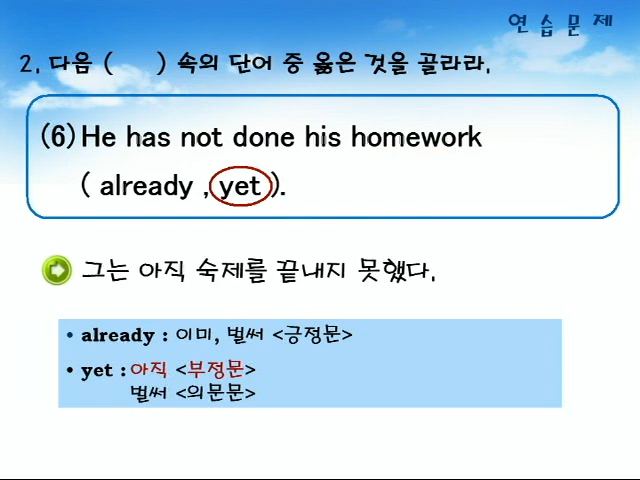 연습문제
2. 다음 (     ) 속의 단어 중 옳은 것을 골라라.
(6) He has not done his homework
( already , yet ).
그는 아직 숙제를 끝내지 못했다.
• already : 이미, 벌써 <긍정문>
• yet : 아직 <부정문>
벌써 <의문문>